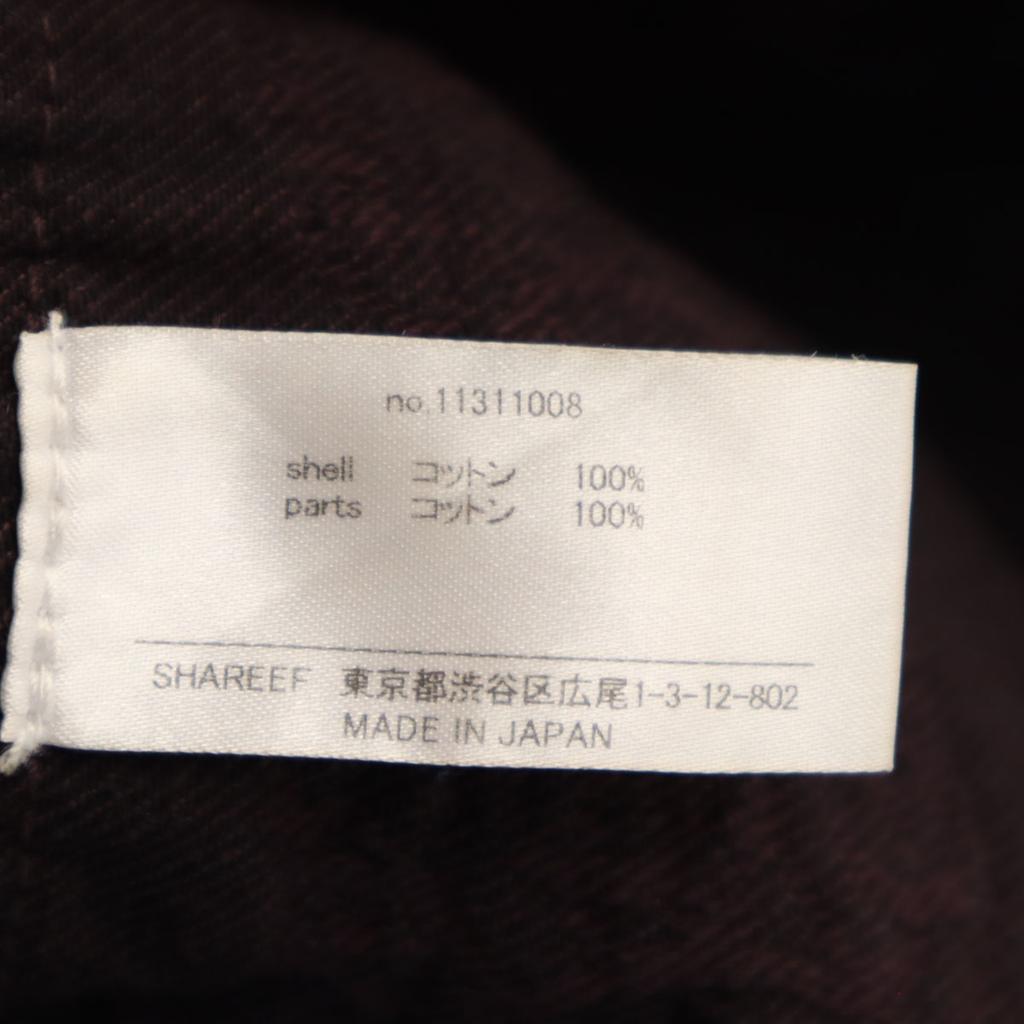 no.11311008
shell コットン 100%
parts コットン 100%
SHAREEF 東京都渋谷区広尾1-3-12-802
MADE IN JAPAN